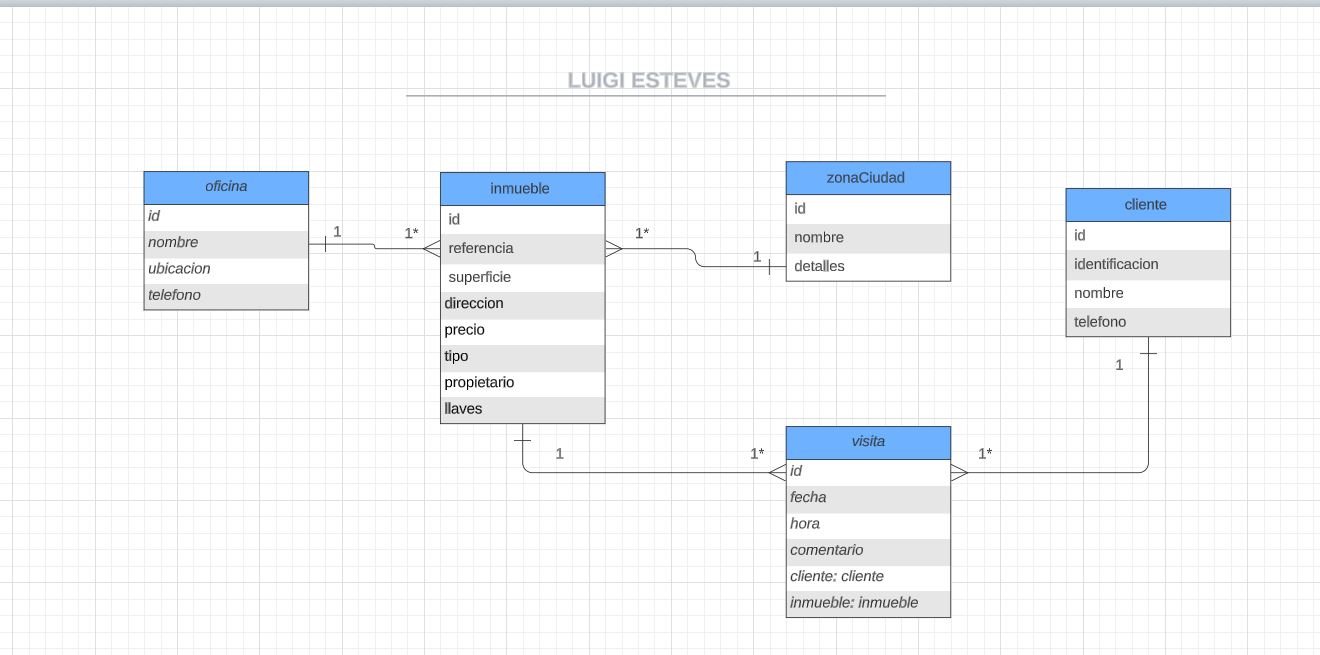 LUIGI ESTEVES
oficina
id
nombre
ubicacion
telefono
1
1*
inmueble
id
referencia
superficie
direccion
precio
tipo
propietario
llaves
1*
1
zonaCiudad
id
nombre
detalles
cliente
id
identificacion
nombre
telefono
1
1
1*
visita
id
fecha
hora
comentario
cliente: cliente
inmueble: inmueble
1*